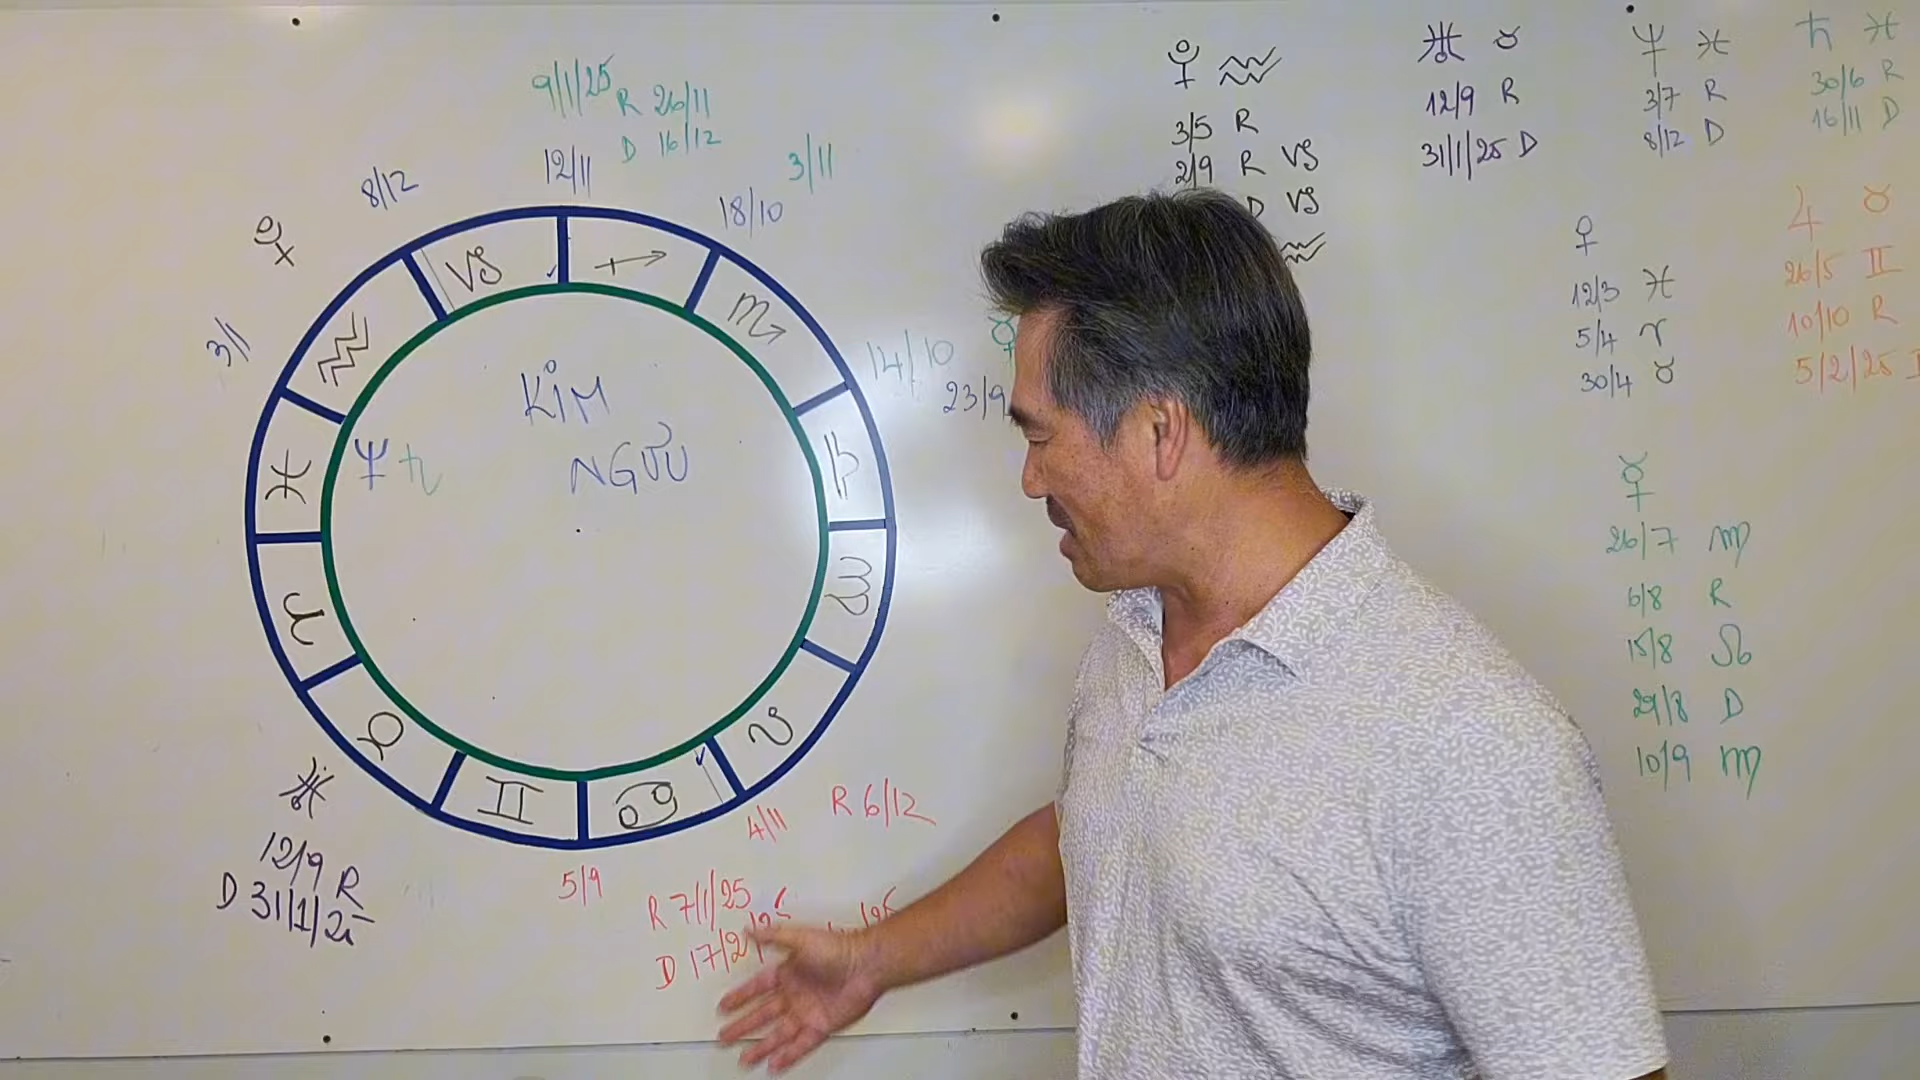 9/1/25 R 26/11
D 16/12
12/11
3/11
18/10
8/12
3/1
14/10
23/9
KIM
NGƯU
♆ ♄
♑
♐
♏
♒
♎
♓
♍
♈
♌
♉
♊
♋
12/9 R
D 31/1/25
5/9
4/11
R 6/12
R 7/1/25
D 17/2
♒
3/5 R
2/9 R ♑
D ♑
♒
♅ ♉
12/9 R
31/1/25 D
♆ ♓
3/7 R
8/12 D
♄ ♓
30/6 R
16/11 D
♀
12/3 ♓
5/4 ♈
30/4 ♉
♃ ♉
26/5 ♊
10/10 R
5/2/25
☿
26/7 ♍
6/8 R
15/8 ♌
29/8 D
10/9 ♍